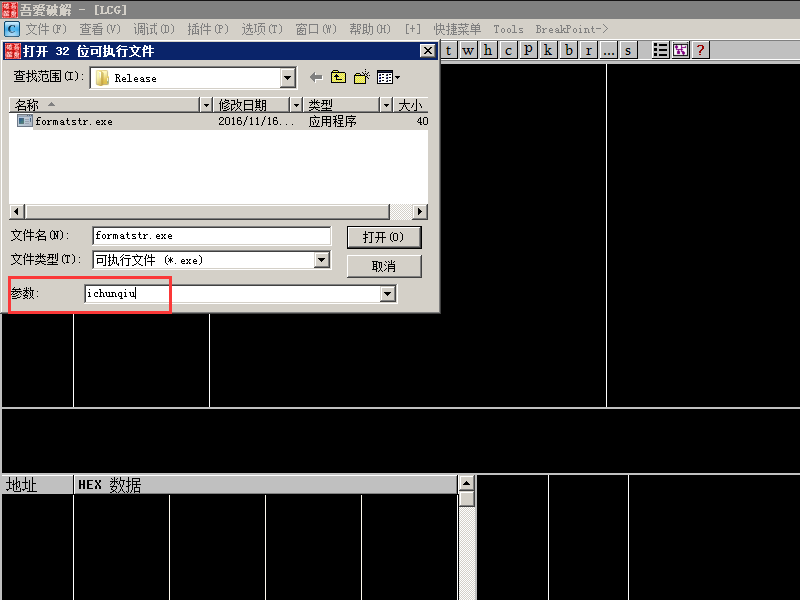 吾愛破解 - [LCG]
C 文件(F) 查看(V) 调试(D) 插件(P) 选项(T) 窗口(W) 帮助(H) [+] 快捷菜单 Tools BreakPoint->
打开 32 位可执行文件
t w h c P k b r ... s ?
查找范围(I): Release
名称 修改日期 类型 大小
formatstr.exe 2016/11/16... 应用程序 40
文件名(N): formatstr.exe 打开(O)
文件类型(T): 可执行文件 (*.exe) 取消
参数: ichunqiu
地址 HEX 数据